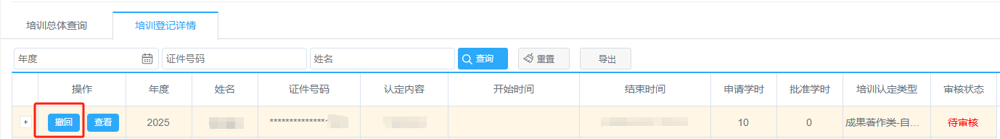 培训总体查询 培训登记详情
年度 证件号码 姓名 查询 重置 导出
操作 年度 姓名 证件号码 认定内容 开始时间 结束时间 申请学时 批准学时 培训认定类型 审核状态
+ 撤回 查看 2025 **************1 10 0 成果著作类-自... 待审核